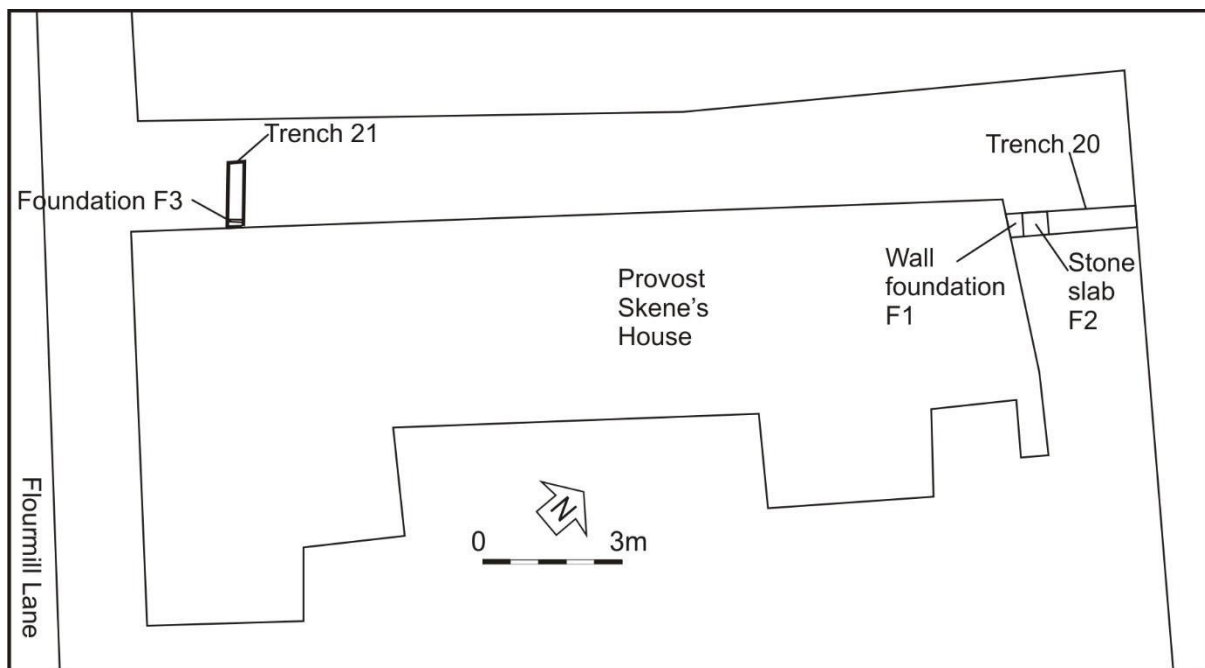 Trench 21
Foundation F3
Trench 20
Wall
foundation
F1
Stone
slab
F2
Provost
Skene's
House
Flourmill Lane
N
0 3m